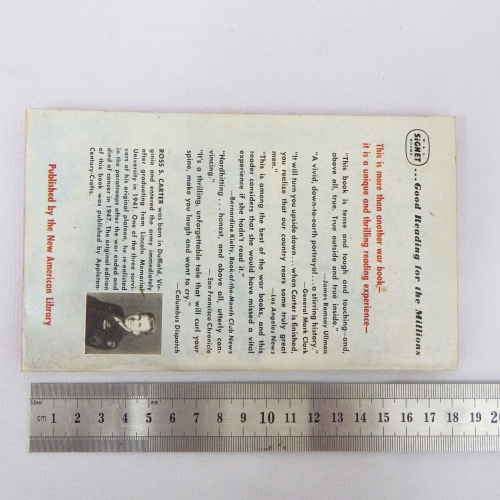 SIGNET
BOOKS
... Good Reading for the Millions
This is more than another war book—
it is a unique and thrilling reading experience—
"This book is tense and tough and touching—and,
above all, true. True outside and true inside."
—James Ramsey Ullman
"A vivid, down-to-earth portrayal . . . a stirring history."
—General Mark Clark
"It will turn you upside down . . . when Carter is finished,
you realize that our country rears some truly great
men."
—Los Angeles News
"This is among the best of the war books, and this
reader considers that she would have missed a vital
experience if she hadn't read it."
—Bernardine Kielty, Book-of-the-Month Club News
"Hardhitting . . . honest, and above all, utterly con-
vincing."
—San Francisco Chronicle
"It's a thrilling, unforgettable tale that will curl your
spine, make you laugh and want to cry."
—Columbus Dispatch
ROSS S. CARTER was born in Duffield, Vir-
ginia and entered the army immediately
after graduating from Lincoln Memorial
University in 1941. One of the three survi-
vors of his original platoon, he re-enlisted
in the paratroops after the war ended and
died of cancer in 1947. The original edition
of this book was published by Appleton-
Century-Crofts.
Published by the New American Library
cm 1 2 3 4 5 6 7 8 9 10 11 12 13 14 15 16 17 18 19 20